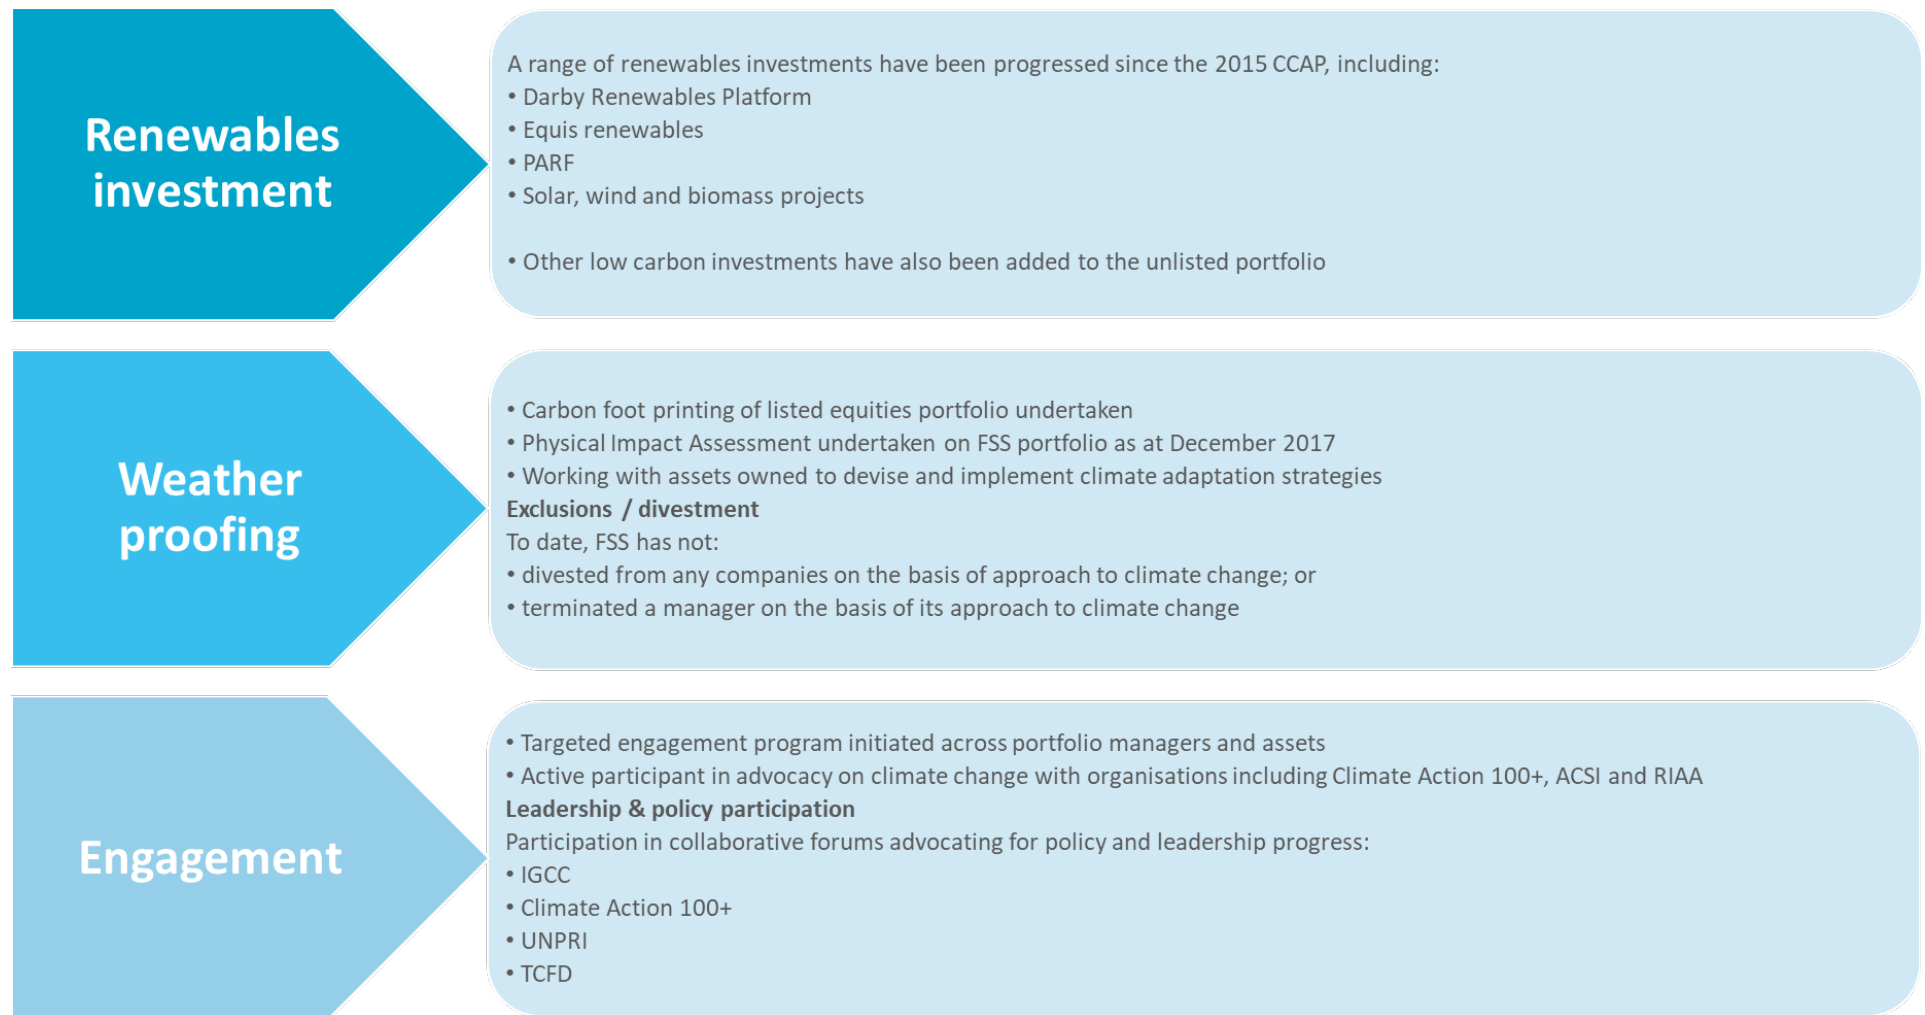 Renewables
investment
A range of renewables investments have been progressed since the 2015 CCAP, including:
• Darby Renewables Platform
• Equis renewables
• PARF
• Solar, wind and biomass projects
• Other low carbon investments have also been added to the unlisted portfolio
Weather
proofing
• Carbon foot printing of listed equities portfolio undertaken
• Physical Impact Assessment undertaken on FSS portfolio as at December 2017
• Working with assets owned to devise and implement climate adaptation strategies
Exclusions / divestment
To date, FSS has not:
• divested from any companies on the basis of approach to climate change; or
• terminated a manager on the basis of its approach to climate change
Engagement
• Targeted engagement program initiated across portfolio managers and assets
• Active participant in advocacy on climate change with organisations including Climate Action 100+, ACSI and RIAA
Leadership & policy participation
Participation in collaborative forums advocating for policy and leadership progress:
• IGCC
• Climate Action 100+
• UNPRI
• TCFD